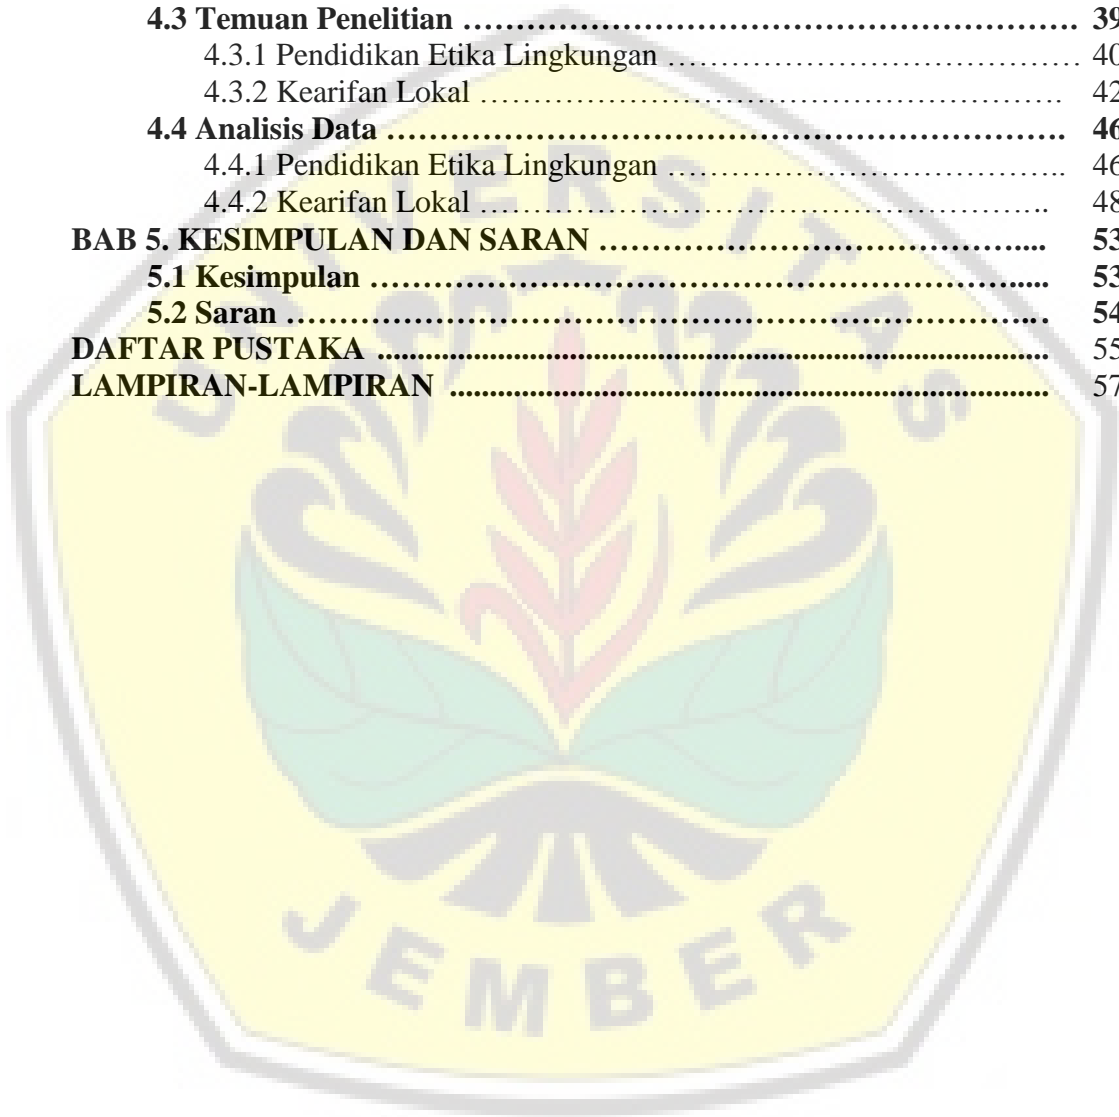 4.3 Temuan Penelitian ……………………………………………… 39
4.3.1 Pendidikan Etika Lingkungan ………………………………… 40
4.3.2 Kearifan Lokal ………………………………………………. 42
4.4 Analisis Data ……………………………………………………. 46
4.4.1 Pendidikan Etika Lingkungan ……………………………….. 46
4.4.2 Kearifan Lokal ……………………………………………. 48
BAB 5. KESIMPULAN DAN SARAN ………………………………….... 53
5.1 Kesimpulan ………………………………………………….... 53
5.2 Saran ……………………………………………………….. . 54
DAFTAR PUSTAKA ................................................................................... 55
LAMPIRAN-LAMPIRAN .......................................................................... 57
UNIVERSITAS
JEMBER